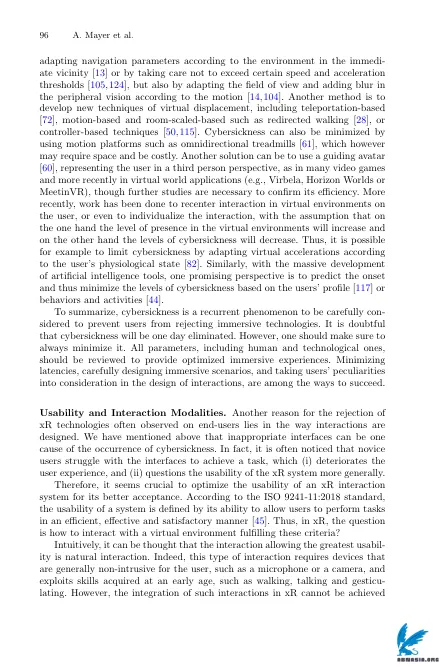 96 A. Mayer et al.
adapting navigation parameters according to the environment in the immedi-
ate vicinity [13] or by taking care not to exceed certain speed and acceleration
thresholds [105,124], but also by adapting the field of view and adding blur in
the peripheral vision according to the motion [14,104]. Another method is to
develop new techniques of virtual displacement, including teleportation-based
[72], motion-based and room-scaled-based such as redirected walking [28], or
controller-based techniques [50,115]. Cybersickness can also be minimized by
using motion platforms such as omnidirectional treadmills [61], which however
may require space and be costly. Another solution can be to use a guiding avatar
[60], representing the user in a third person perspective, as in many video games
and more recently in virtual world applications (e.g., Virbela, Horizon Worlds or
MeetinVR), though further studies are necessary to confirm its efficiency. More
recently, work has been done to recenter interaction in virtual environments on
the user, or even to individualize the interaction, with the assumption that on
the one hand the level of presence in the virtual environments will increase and
on the other hand the levels of cybersickness will decrease. Thus, it is possible
for example to limit cybersickness by adapting virtual accelerations according
to the user's physiological state [82]. Similarly, with the massive development
of artificial intelligence tools, one promising perspective is to predict the onset
and thus minimize the levels of cybersickness based on the users' profile [117] or
behaviors and activities [44].
To summarize, cybersickness is a recurrent phenomenon to be carefully con-
sidered to prevent users from rejecting immersive technologies. It is doubtful
that cybersickness will be one day eliminated. However, one should make sure to
always minimize it. All parameters, including human and technological ones,
should be reviewed to provide optimized immersive experiences. Minimizing
latencies, carefully designing immersive scenarios, and taking users' peculiarities
into consideration in the design of interactions, are among the ways to succeed.
Usability and Interaction Modalities. Another reason for the rejection of
xR technologies often observed on end-users lies in the way interactions are
designed. We have mentioned above that inappropriate interfaces can be one
cause of the occurrence of cybersickness. In fact, it is often noticed that novice
users struggle with the interfaces to achieve a task, which (i) deteriorates the
user experience, and (ii) questions the usability of the xR system more generally.
Therefore, it seems crucial to optimize the usability of an xR interaction
system for its better acceptance. According to the ISO 9241-11:2018 standard,
the usability of a system is defined by its ability to allow users to perform tasks
in an efficient, effective and satisfactory manner [45]. Thus, in xR, the question
is how to interact with a virtual environment fulfilling these criteria?
Intuitively, it can be thought that the interaction allowing the greatest usabil-
ity is natural interaction. Indeed, this type of interaction requires devices that
are generally non-intrusive for the user, such as a microphone or a camera, and
exploits skills acquired at an early age, such as walking, talking and gesticu-
lating. However, the integration of such interactions in xR cannot be achieved